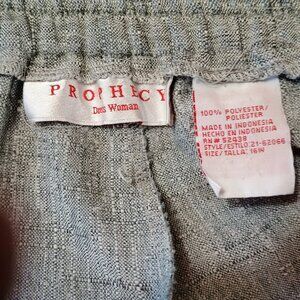 PROPHECY
Dress Woman
100% POLYESTER/
POLIESTER
MADE IN INDONESIA
HECHO EN INDONESIA
RN# 52438
STYLE/ESTILO:21-62066
SIZE/TALLA: 16W